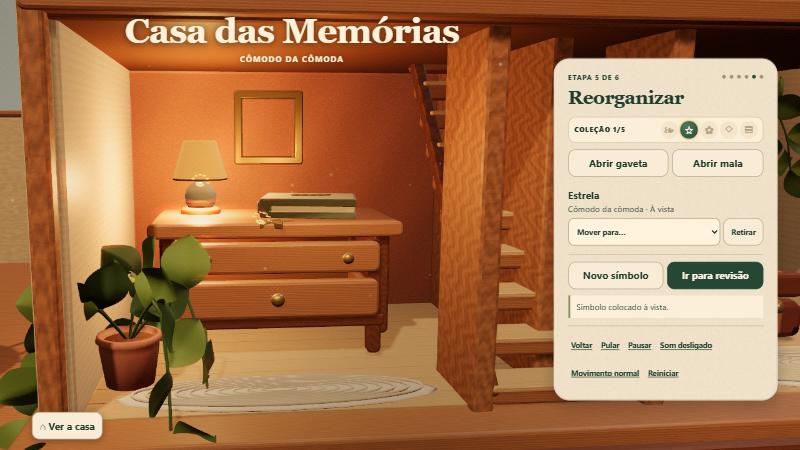 Casa das Memórias
CÔMODO DA CÔMODA
ETAPA 5 DE 6
Reorganizar
COLEÇÃO 1/5
Abrir gaveta
Abrir mala
Estrela
Cômodo da cômoda · À vista
Mover para...
Retirar
Novo símbolo
Ir para revisão
Símbolo colocado à vista.
Voltar Pular Pausar Som desligado
Movimento normal Reiniciar
Ver a casa